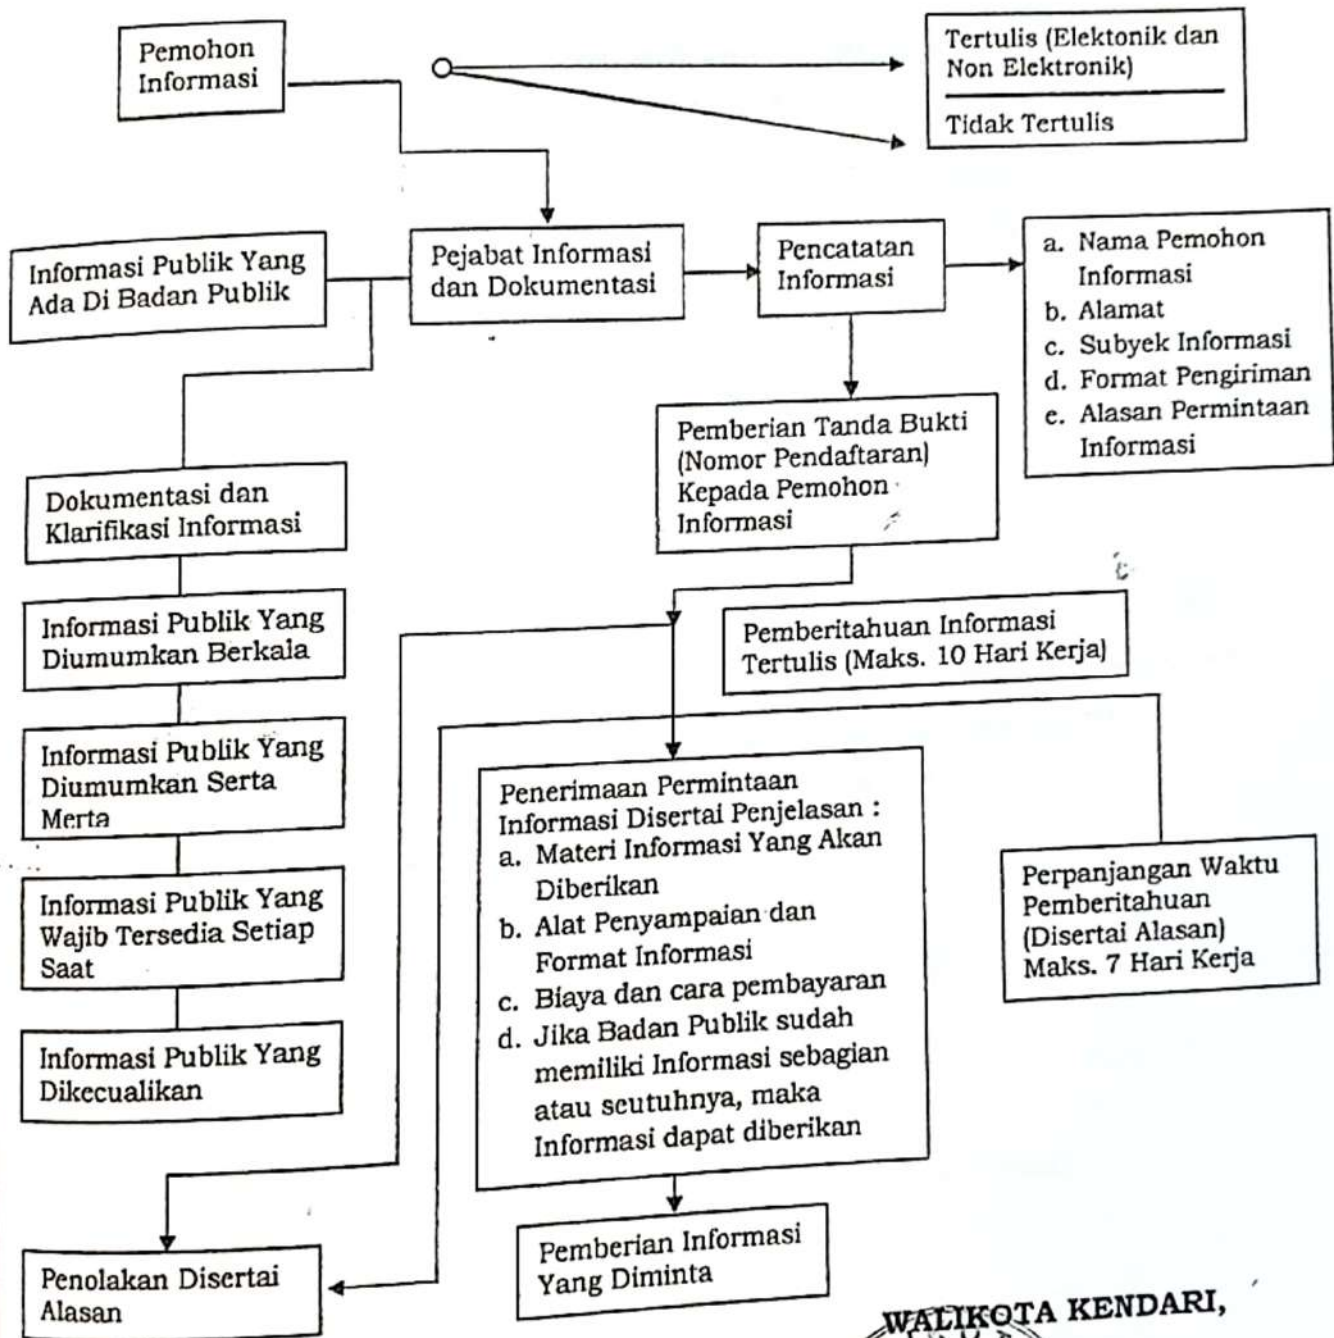 Pemohon
Informasi
Tertulis (Elektonik dan
Non Elektronik)
Tidak Tertulis
Informasi Publik Yang
Ada Di Badan Publik
Pejabat Informasi
dan Dokumentasi
Pencatatan
Informasi
a. Nama Pemohon
Informasi
b. Alamat
c. Subyek Informasi
d. Format Pengiriman
e. Alasan Permintaan
Informasi
Pemberian Tanda Bukti
(Nomor Pendaftaran)
Kepada Pemohon
Informasi
Dokumentasi dan
Klarifikasi Informasi
Informasi Publik Yang
Diumumkan Berkala
Informasi Publik Yang
Diumumkan Serta
Merta
Informasi Publik Yang
Wajib Tersedia Setiap
Saat
Informasi Publik Yang
Dikecualikan
Pemberitahuan Informasi
Tertulis (Maks. 10 Hari Kerja)
Penerimaan Permintaan
Informasi Disertai Penjelasan :
a. Materi Informasi Yang Akan
Diberikan
b. Alat Penyampaian dan
Format Informasi
c. Biaya dan cara pembayaran
d. Jika Badan Publik sudah
memiliki Informasi sebagian
atau seutuhnya, maka
Informasi dapat diberikan
Perpanjangan Waktu
Pemberitahuan
(Disertai Alasan)
Maks. 7 Hari Kerja
Penolakan Disertai
Alasan
Pemberian Informasi
Yang Diminta
WALIKOTA KENDARI,